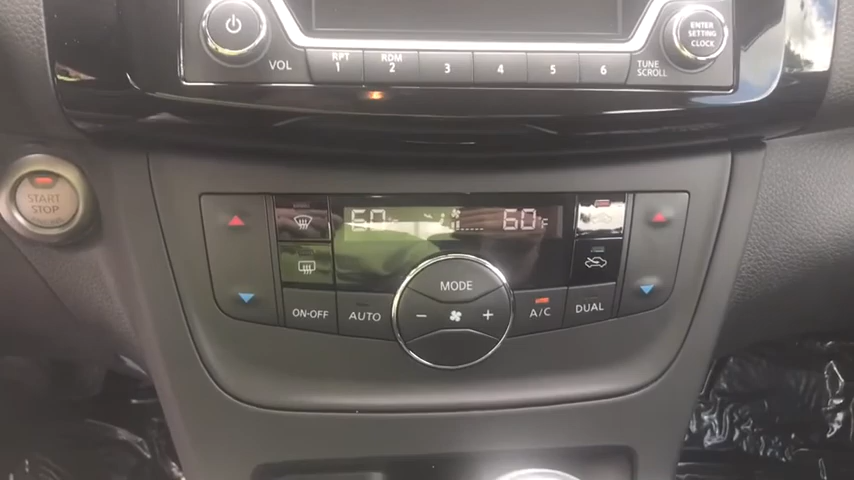 VOL
RPT
1
RDM
2
3
4
5
6
TUNE
SCROLL
ENTER
SETTING
CLOCK
START
STOP
60
60°F
MODE
ON·OFF
AUTO
− +
A/C
DUAL